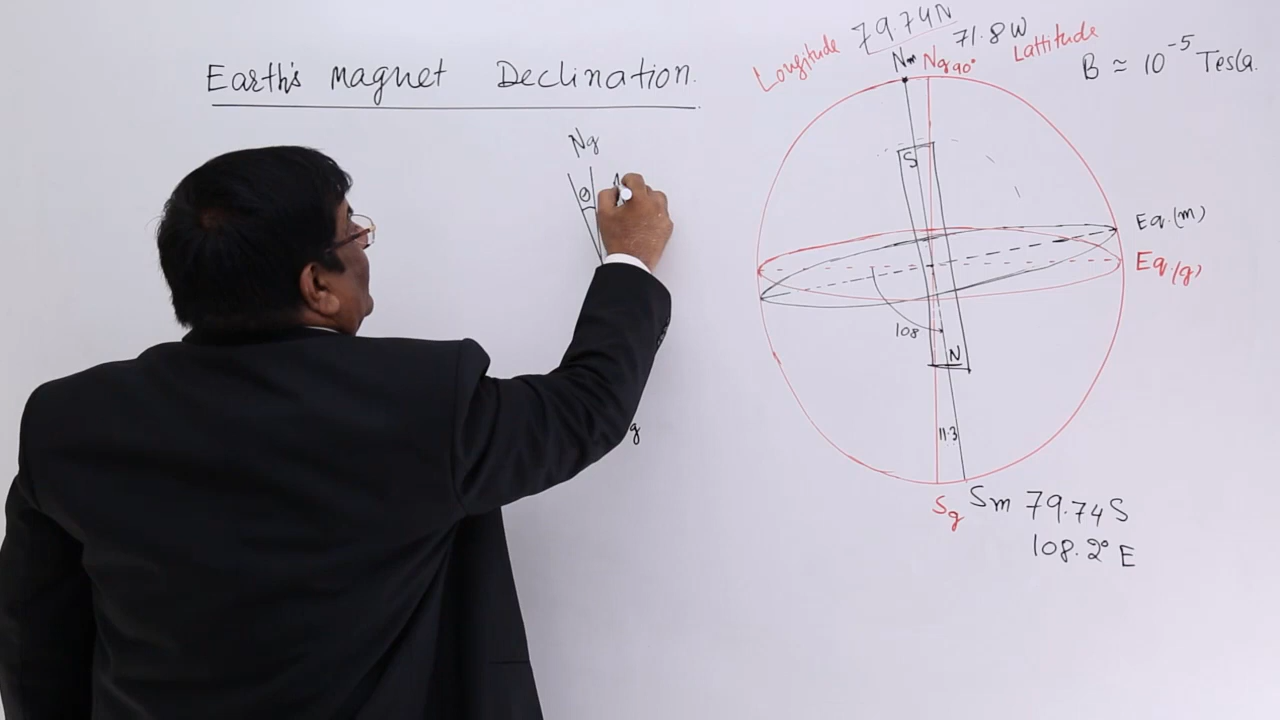 Earth's magnet Declination.
Ng
θ
g
Longitude 79.74N
71.8W Lattitude
Nm Ng 90°
B ≈ 10⁻⁵ Tesla.
S
Eq.(m)
Eq.(g)
108
N
11.3
Sg Sm 79.74S
108.2° E